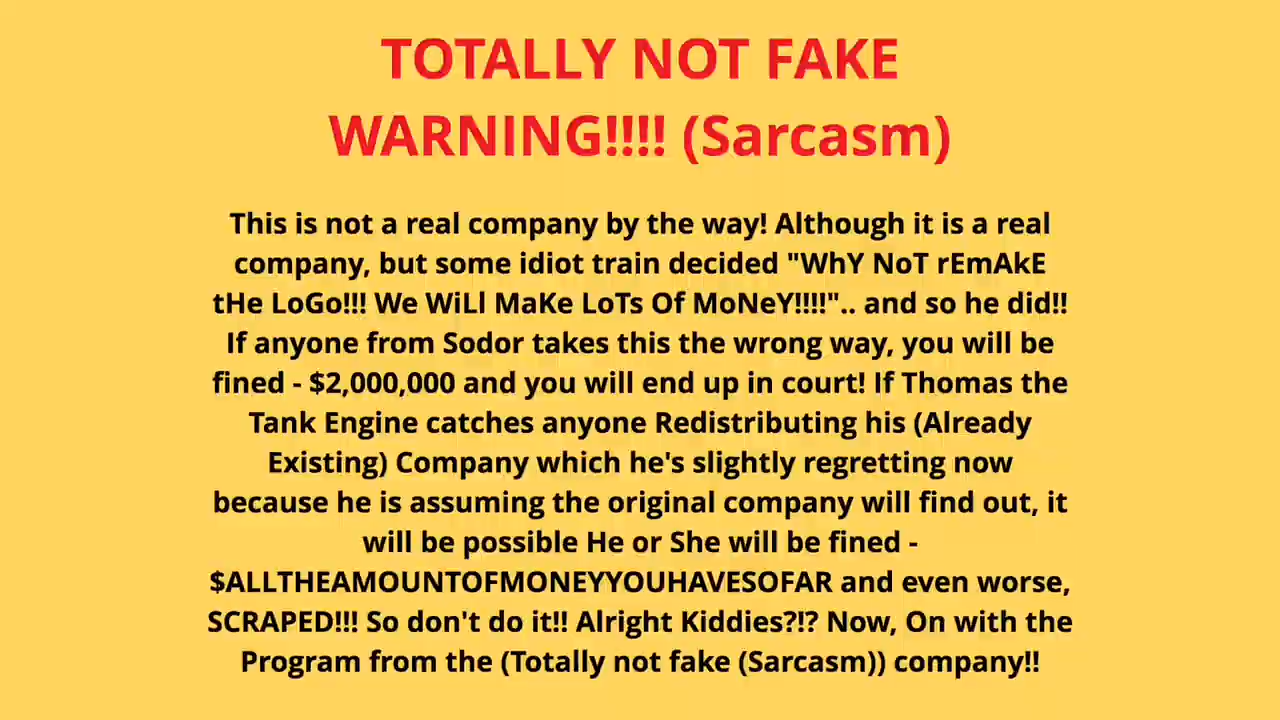 TOTALLY NOT FAKE
WARNING!!!! (Sarcasm)
This is not a real company by the way! Although it is a real
company, but some idiot train decided "WhY NoT rEmAkE
tHe LoGo!!! We WiLl MaKe LoTs Of MoNeY!!!!".. and so he did!!
If anyone from Sodor takes this the wrong way, you will be
fined - $2,000,000 and you will end up in court! If Thomas the
Tank Engine catches anyone Redistributing his (Already
Existing) Company which he's slightly regretting now
because he is assuming the original company will find out, it
will be possible He or She will be fined -
$ALLTHEAMOUNTOFMONEYYOUHAVESOFAR and even worse,
SCRAPED!!! So don't do it!! Alright Kiddies?!? Now, On with the
Program from the (Totally not fake (Sarcasm)) company!!